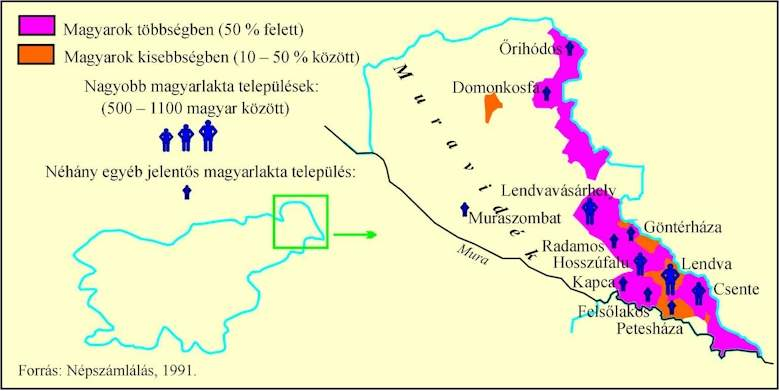 Magyarok többségben (50 % felett)
Magyarok kisebbségben (10 – 50 % között)
Nagyobb magyarlakta települések:
(500 – 1100 magyar között)
Néhány egyéb jelentős magyarlakta település:
Őrihódos
Domonkosfa
Muravidék
Lendvavásárhely
Muraszombat
Göntérháza
Radamos
Mura
Hosszúfalu
Lendva
Kapca
Csente
Felsőlakos
Petesháza
Forrás: Népszámlálás, 1991.